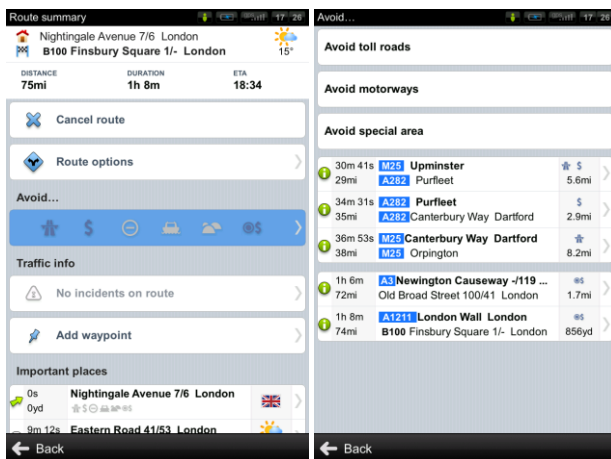 Route summary
17 26
Nightingale Avenue 7/6 London
B100 Finsbury Square 1/- London
15°
DISTANCE DURATION ETA
75mi 1h 8m 18:34
Cancel route
Route options
Avoid...
$ $
Traffic info
No incidents on route
Add waypoint
Important places
0s Nightingale Avenue 7/6 London
0yd $ $
9m 12s Eastern Road 41/53 London
Back
Avoid...
17 26
Avoid toll roads
Avoid motorways
Avoid special area
30m 41s M25 Upminster $
29mi A282 Purfleet 5.6mi
34m 31s A282 Purfleet $
35mi A282 Canterbury Way Dartford 2.9mi
36m 53s M25 Canterbury Way Dartford
38mi M25 Orpington 8.2mi
1h 6m A3 Newington Causeway -/119 ... $
72mi Old Broad Street 100/41 London 1.7mi
1h 8m A1211 London Wall London $
74mi B100 Finsbury Square 1/- London 856yd
Back